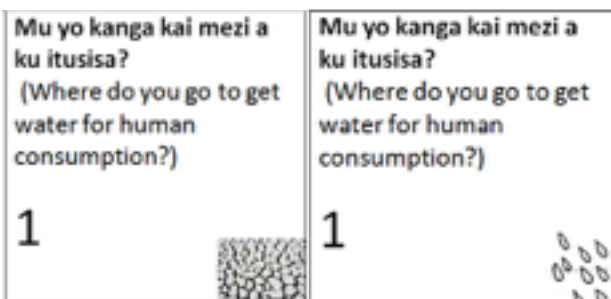 Mu yo kanga kai mezi a
ku itusisa?
(Where do you go to get
water for human
consumption?)
1
Mu yo kanga kai mezi a
ku itusisa?
(Where do you go to get
water for human
consumption?)
1